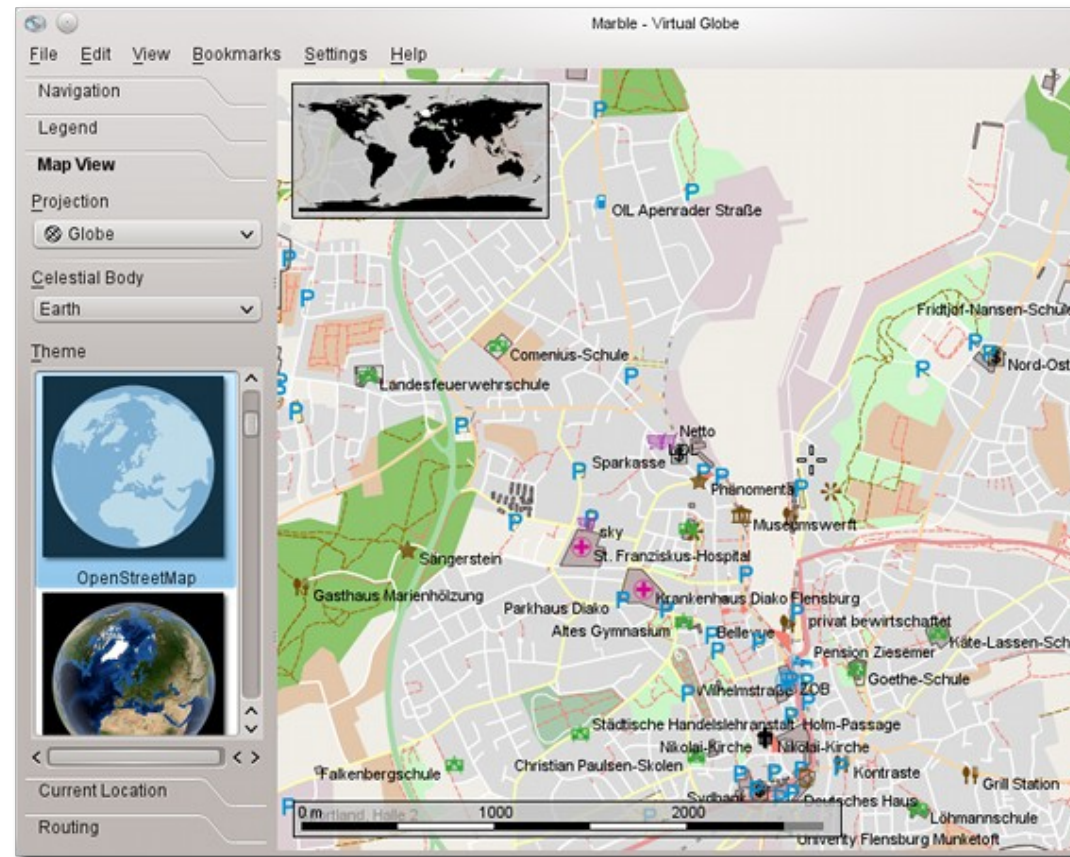 Marble - Virtual Globe
File Edit View Bookmarks Settings Help
Navigation
Legend
Map View
Projection
Globe
Celestial Body
Earth
Theme
OpenStreetMap
Current Location
Routing
P
P
OIL Apenrader Straße
P
P
Fridtjof-Nansen-Schule
P
P
Nord-Ost
P
Comenius-Schule
P
Landesfeuerwehrschule
P
P
Netto
Sparkasse
P
P
P
Phänomenta
P
P
P
Museumswerft
sky
St. Franziskus-Hospital
Sängerstein
P
Gasthaus Marienhölzung
Krankenhaus Diako Flensburg
Parkhaus Diako
P
P
P
privat bewirtschaftet
Altes Gymnasium
P
Bellevue
P
P
Käte-Lassen-Sch
Pension Ziesemer
Goethe-Schule
P
Wilhelmstraße
ZOB
P
P
P
Städtische Handelslehranstalt
Holm-Passage
Nikolai-Kirche
Nikolai-Kirche
Christian Paulsen-Skolen
Falkenbergschule
P
P
P
P
Kontraste
Grill Station
Sydbank
P
P
Deutsches Haus
P
P
Löhmannschule
0 m
1000
2000
Halle 2
Univerity Flensburg Munketoft